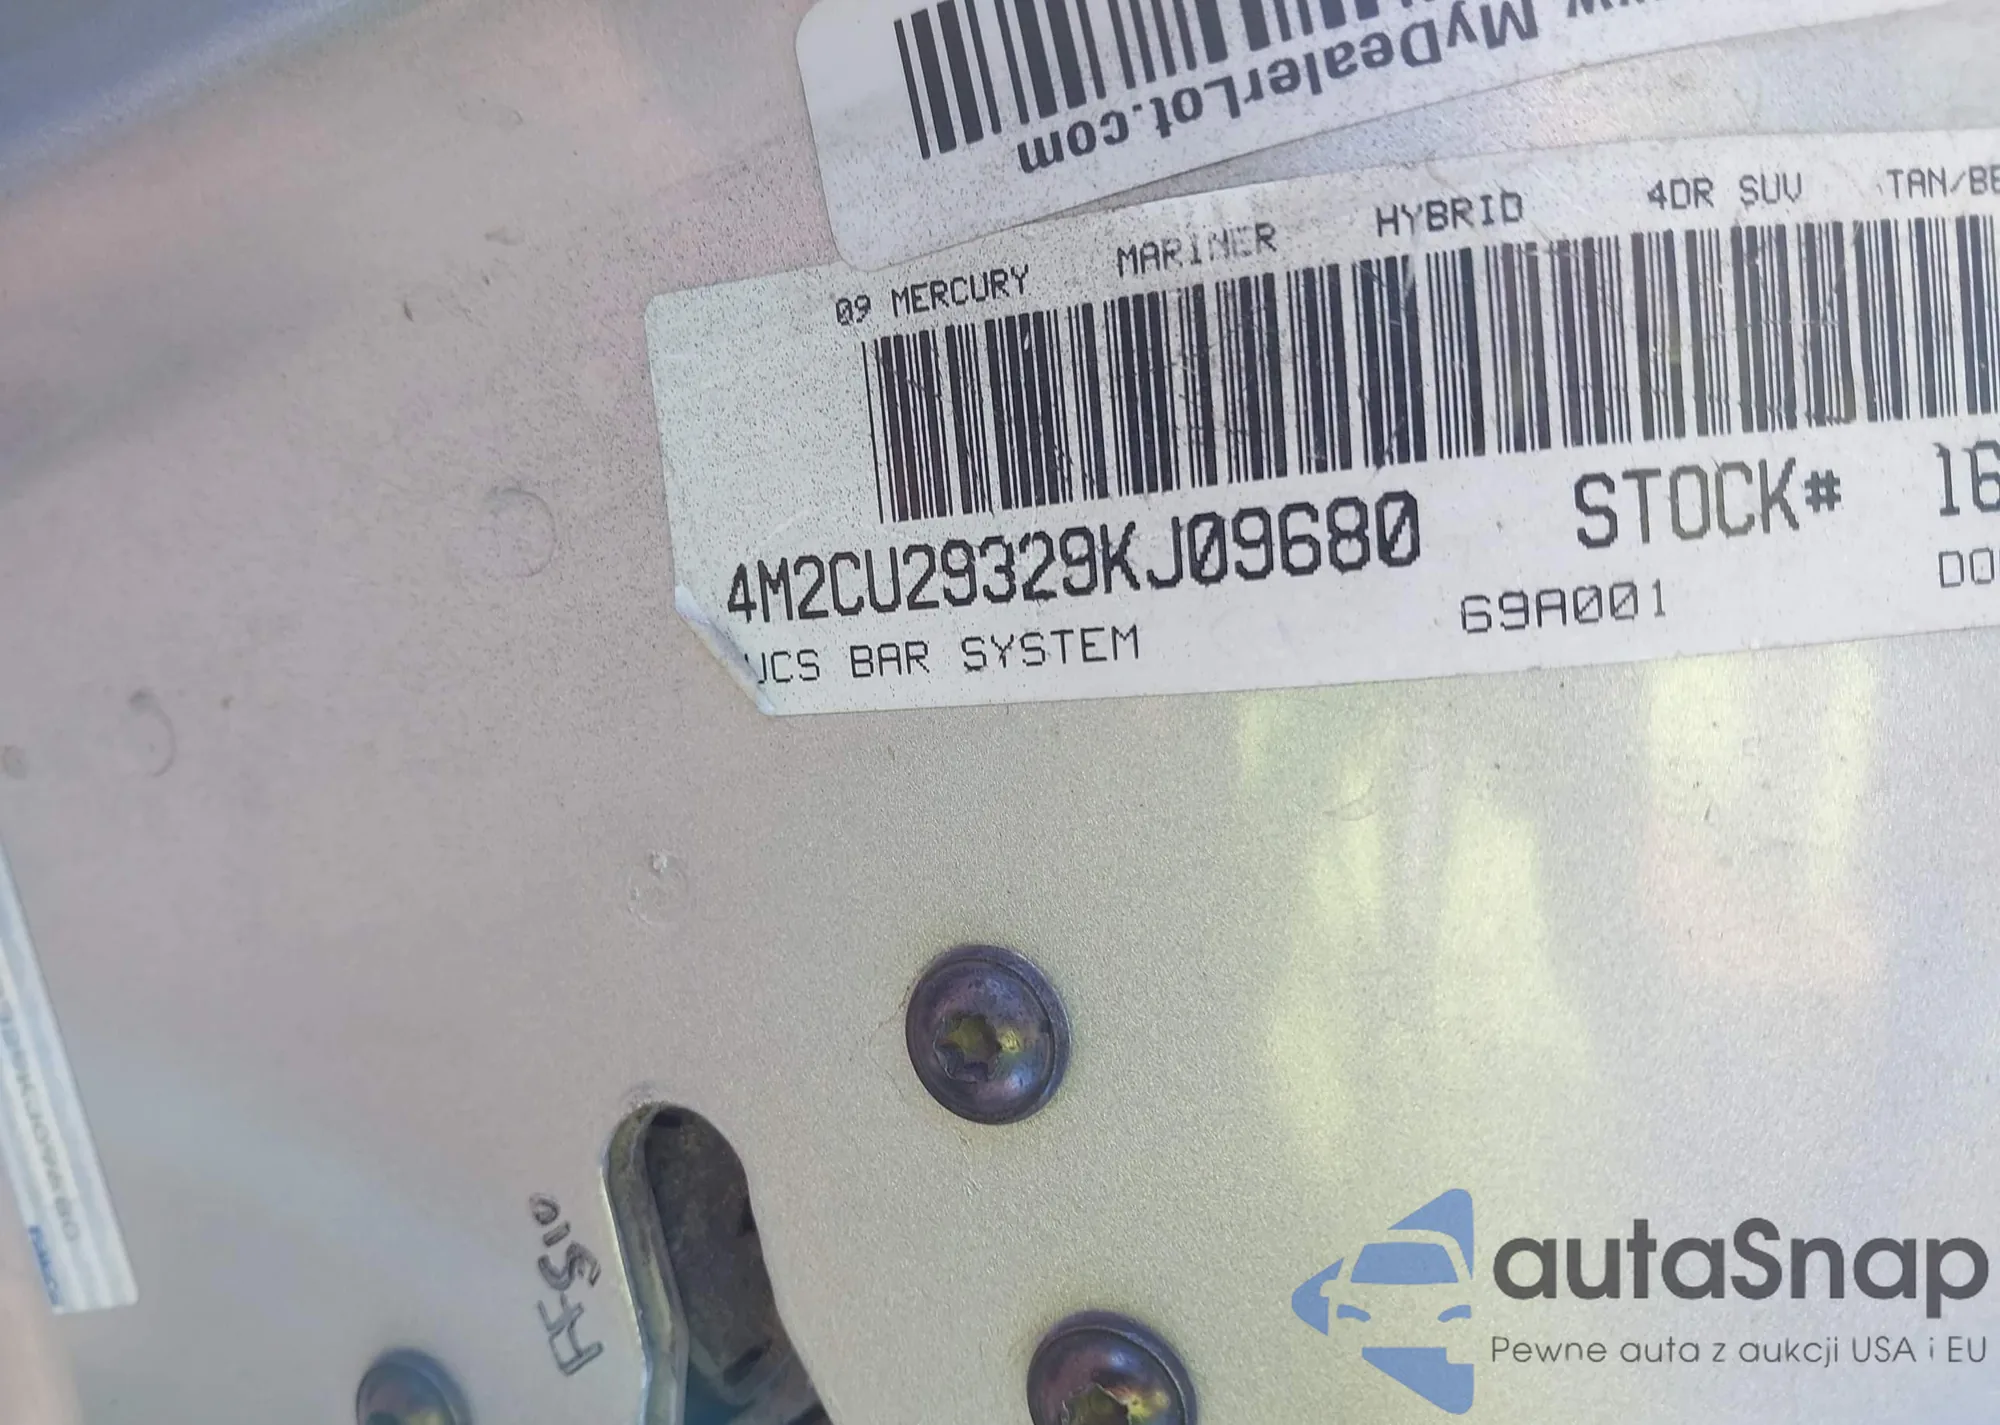 MyDealerLot.com
09 MERCURY MARINER HYBRID 4DR SUV TAN/BE
4M2CU29329KJ09680 STOCK# 16
UCS BAR SYSTEM 69A001 DO
autaSnap
Pewne auta z aukcji USA i EU